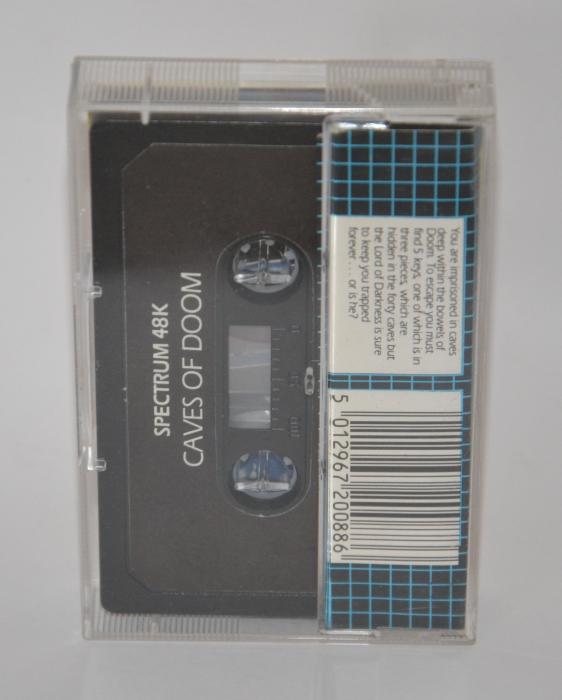 SPECTRUM 48K
CAVES OF DOOM
You are imprisoned in caves
deep within the bowels of
Doom. To escape you must
find 5 keys, one of which is in
three pieces, which are
hidden in the forty caves but
the Lord of Darkness is sure
to keep you trapped
forever . . . or is he?
5 012967 200886